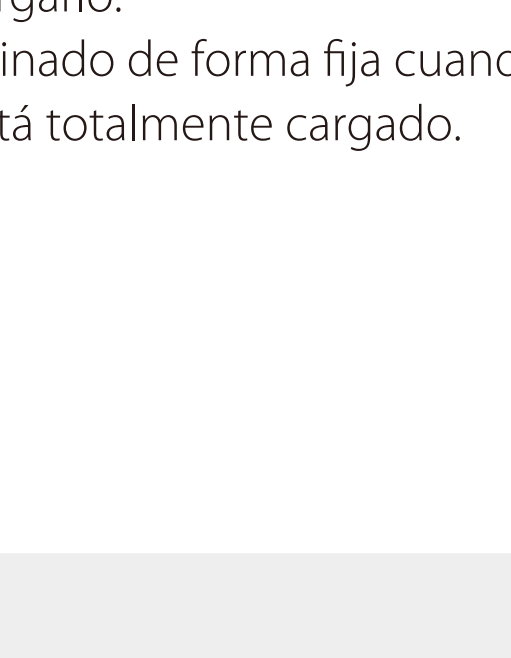 inado de forma fija cuand
tá totalmente cargado.